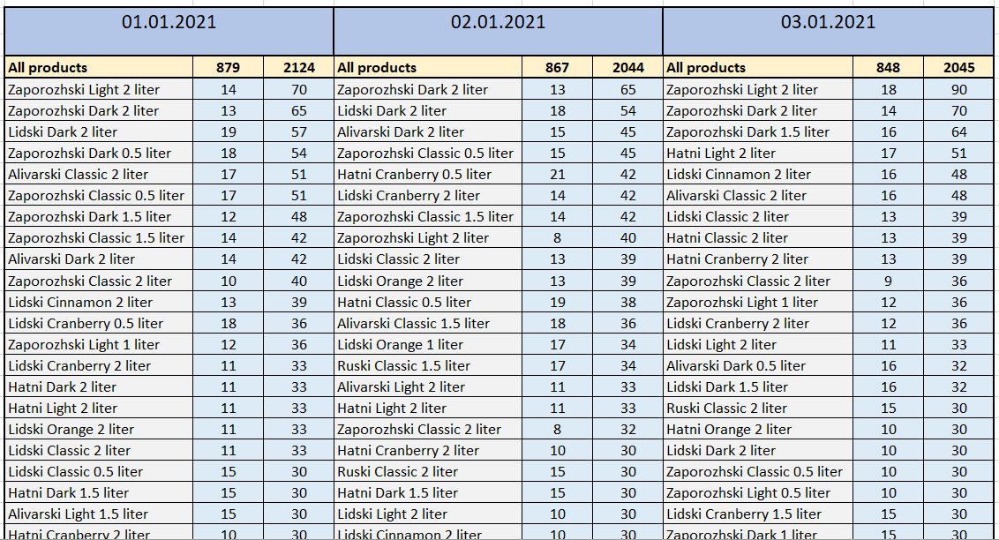 01.01.2021 02.01.2021 03.01.2021
All products 879 2124 All products 867 2044 All products 848 2045
Zaporozhski Light 2 liter 14 70 Zaporozhski Dark 2 liter 13 65 Zaporozhski Light 2 liter 18 90
Zaporozhski Dark 2 liter 13 65 Lidski Dark 2 liter 18 54 Zaporozhski Dark 2 liter 14 70
Lidski Dark 2 liter 19 57 Alivarski Dark 2 liter 15 45 Zaporozhski Dark 1.5 liter 16 64
Zaporozhski Dark 0.5 liter 18 54 Zaporozhski Classic 0.5 liter 15 45 Hatni Light 2 liter 17 51
Alivarski Classic 2 liter 17 51 Hatni Cranberry 0.5 liter 21 42 Lidski Cinnamon 2 liter 16 48
Zaporozhski Classic 0.5 liter 17 51 Lidski Cranberry 2 liter 14 42 Alivarski Classic 2 liter 16 48
Zaporozhski Dark 1.5 liter 12 48 Zaporozhski Classic 1.5 liter 14 42 Lidski Classic 2 liter 13 39
Zaporozhski Classic 1.5 liter 14 42 Zaporozhski Light 2 liter 8 40 Hatni Classic 2 liter 13 39
Alivarski Dark 2 liter 14 42 Lidski Classic 2 liter 13 39 Hatni Cranberry 2 liter 13 39
Zaporozhski Classic 2 liter 10 40 Lidski Orange 2 liter 13 39 Zaporozhski Classic 2 liter 9 36
Lidski Cinnamon 2 liter 13 39 Hatni Classic 0.5 liter 19 38 Zaporozhski Light 1 liter 12 36
Lidski Cranberry 0.5 liter 18 36 Alivarski Classic 1.5 liter 18 36 Lidski Cranberry 2 liter 12 36
Zaporozhski Light 1 liter 12 36 Lidski Orange 1 liter 17 34 Lidski Light 2 liter 11 33
Lidski Cranberry 2 liter 11 33 Ruski Classic 1.5 liter 17 34 Alivarski Dark 0.5 liter 16 32
Hatni Dark 2 liter 11 33 Alivarski Light 2 liter 11 33 Lidski Dark 1.5 liter 16 32
Hatni Light 2 liter 11 33 Hatni Light 2 liter 11 33 Ruski Classic 2 liter 15 30
Lidski Orange 2 liter 11 33 Zaporozhski Classic 2 liter 8 32 Hatni Orange 2 liter 10 30
Lidski Classic 2 liter 11 33 Hatni Cranberry 2 liter 10 30 Lidski Dark 2 liter 10 30
Lidski Classic 0.5 liter 15 30 Ruski Classic 2 liter 15 30 Zaporozhski Classic 0.5 liter 10 30
Hatni Dark 1.5 liter 15 30 Hatni Dark 1.5 liter 15 30 Zaporozhski Light 0.5 liter 10 30
Alivarski Light 1.5 liter 15 30 Lidski Light 2 liter 10 30 Lidski Cranberry 1.5 liter 15 30
Hatni Cranberry 2 liter 10 30 Lidski Cinnamon 2 liter 10 30 Zaporozhski Dark 1 liter 15 30